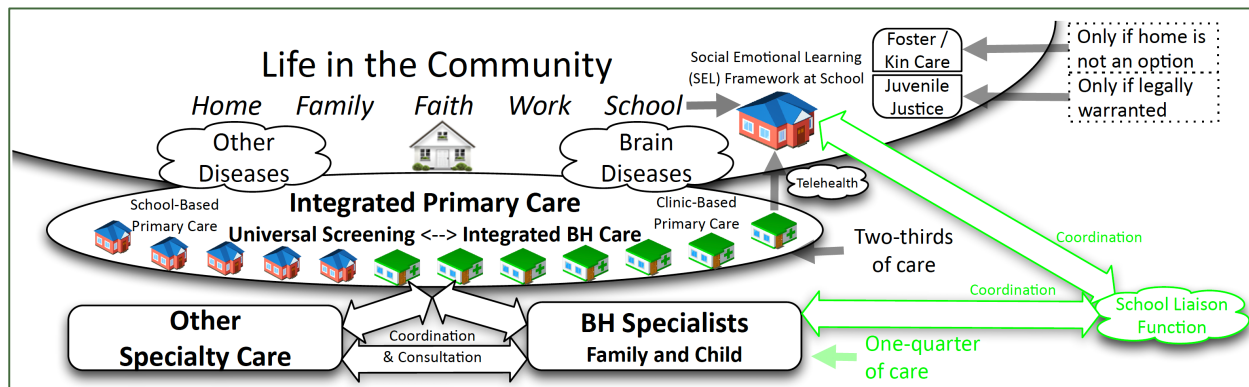 Life in the Community
Home Family Faith Work School
Social Emotional Learning
(SEL) Framework at School
Foster /
Kin Care
Juvenile
Justice
Only if home is
not an option
Only if legally
warranted
Other
Diseases
Brain
Diseases
Telehealth
School-Based
Primary Care
Integrated Primary Care
Clinic-Based
Primary Care
Universal Screening <--> Integrated BH Care
Two-thirds
of care
Coordination
Coordination
School Liaison
Function
Other
Specialty Care
Coordination
& Consultation
BH Specialists
Family and Child
One-quarter
of care